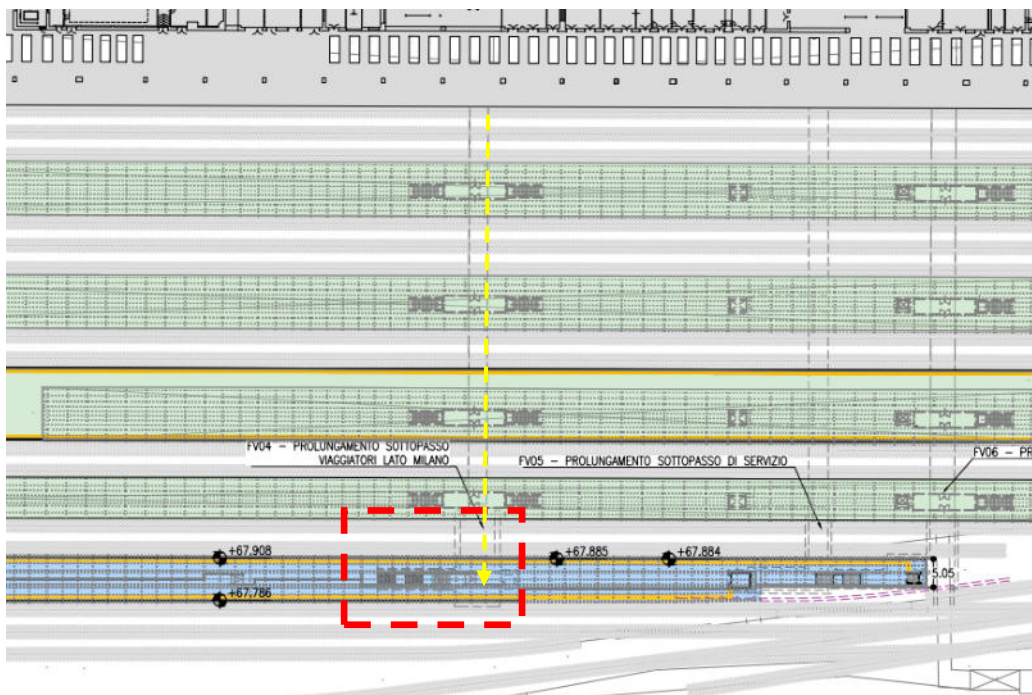 FV04 - PROLUNGAMENTO SOTTOPASSO
VIAGGIATORI LATO MILANO
FV05 - PROLUNGAMENTO SOTTOPASSO DI SERVIZIO
FV06 - PR
+67.908
+67.885
+67.884
5.05
+67.786